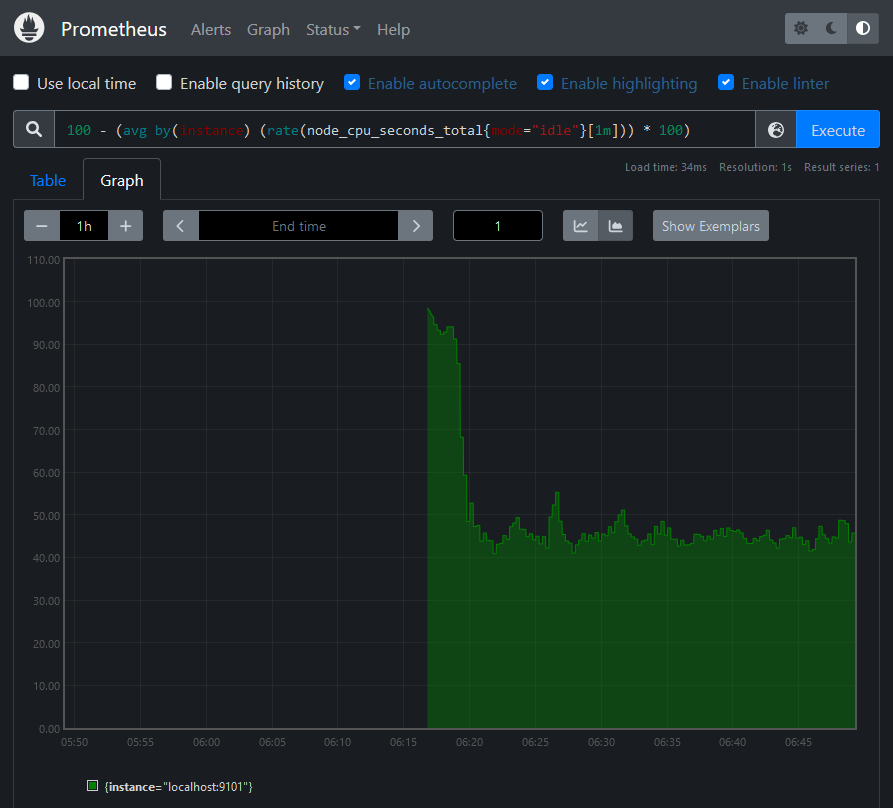 Prometheus Alerts Graph Status Help
Use local time Enable query history Enable autocomplete Enable highlighting Enable linter
100 - (avg by(instance) (rate(node_cpu_seconds_total{mode="idle"}[1m])) * 100) Execute
Load time: 34ms Resolution: 1s Result series: 1
Table Graph
1h End time 1 Show Exemplars
110.00
100.00
90.00
80.00
70.00
60.00
50.00
40.00
30.00
20.00
10.00
0.00
05:50 05:55 06:00 06:05 06:10 06:15 06:20 06:25 06:30 06:35 06:40 06:45
{instance="localhost:9101"}